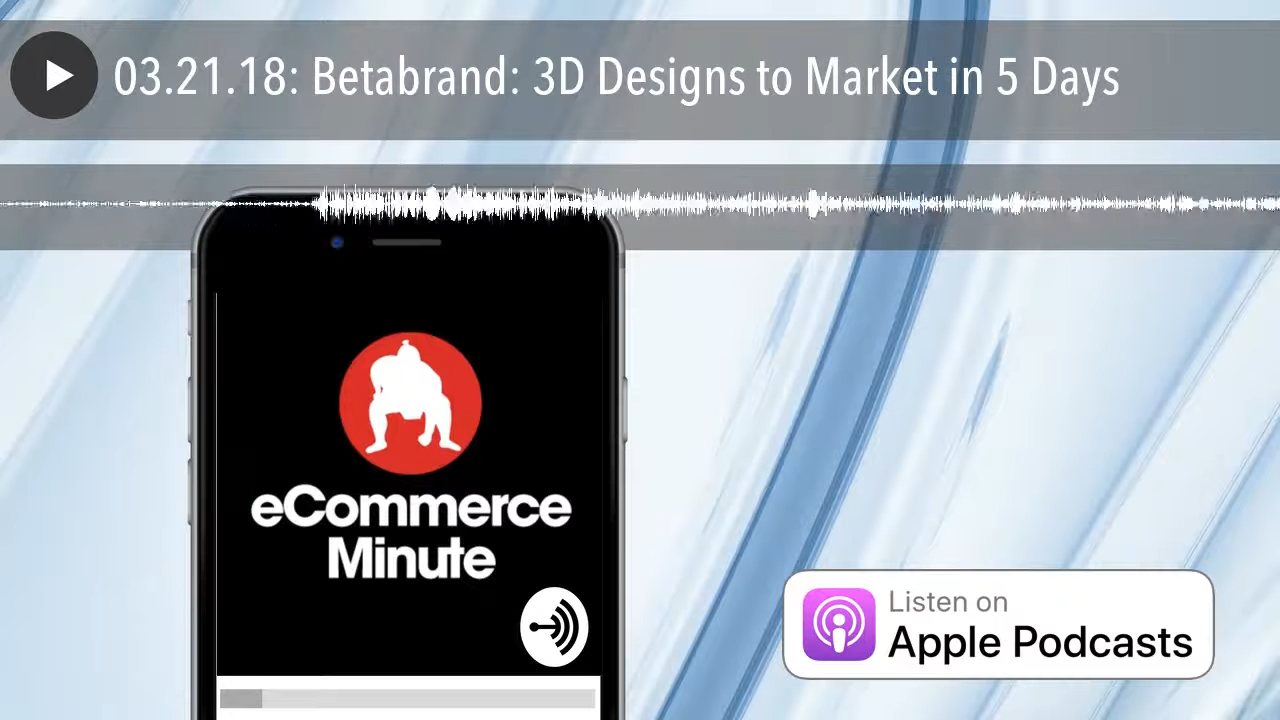 03.21.18: Betabrand: 3D Designs to Market in 5 Days
eCommerce
Minute
Listen on
Apple Podcasts